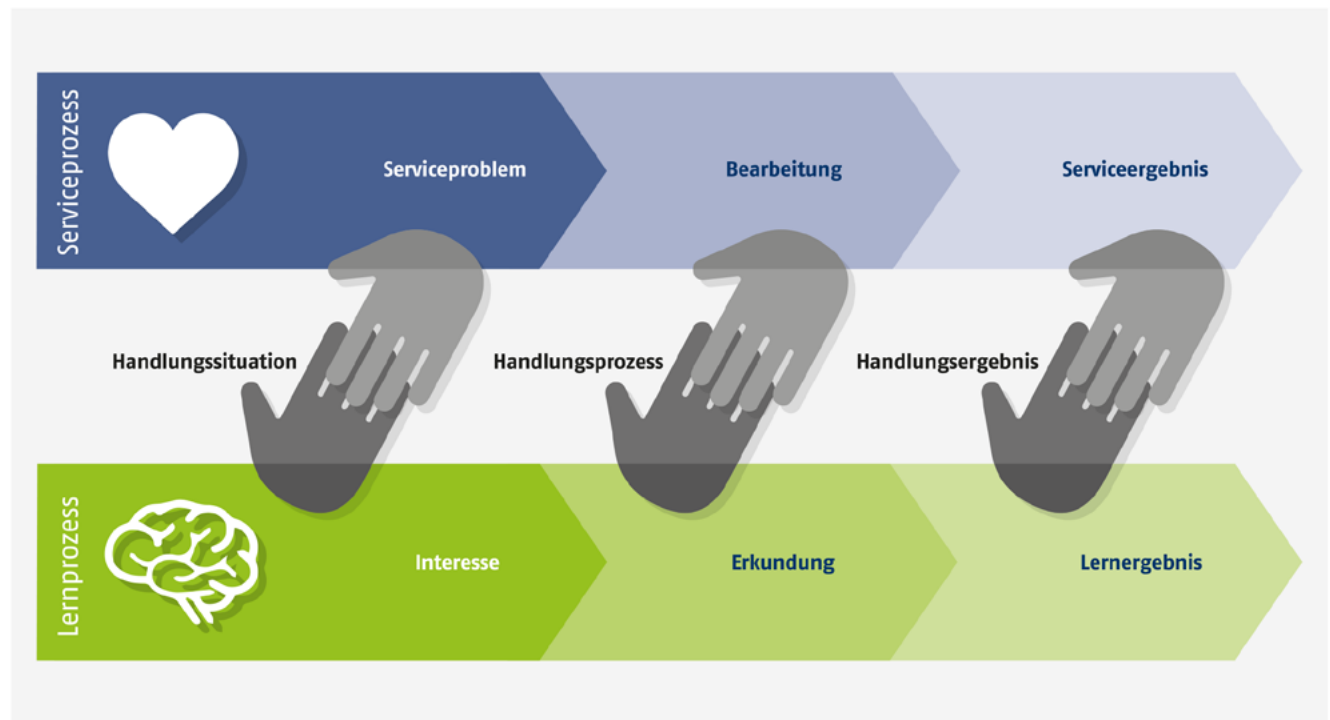 Serviceprozess
Serviceproblem
Bearbeitung
Serviceergebnis
Handlungssituation
Handlungsprozess
Handlungsergebnis
Lernprozess
Interesse
Erkundung
Lernergebnis